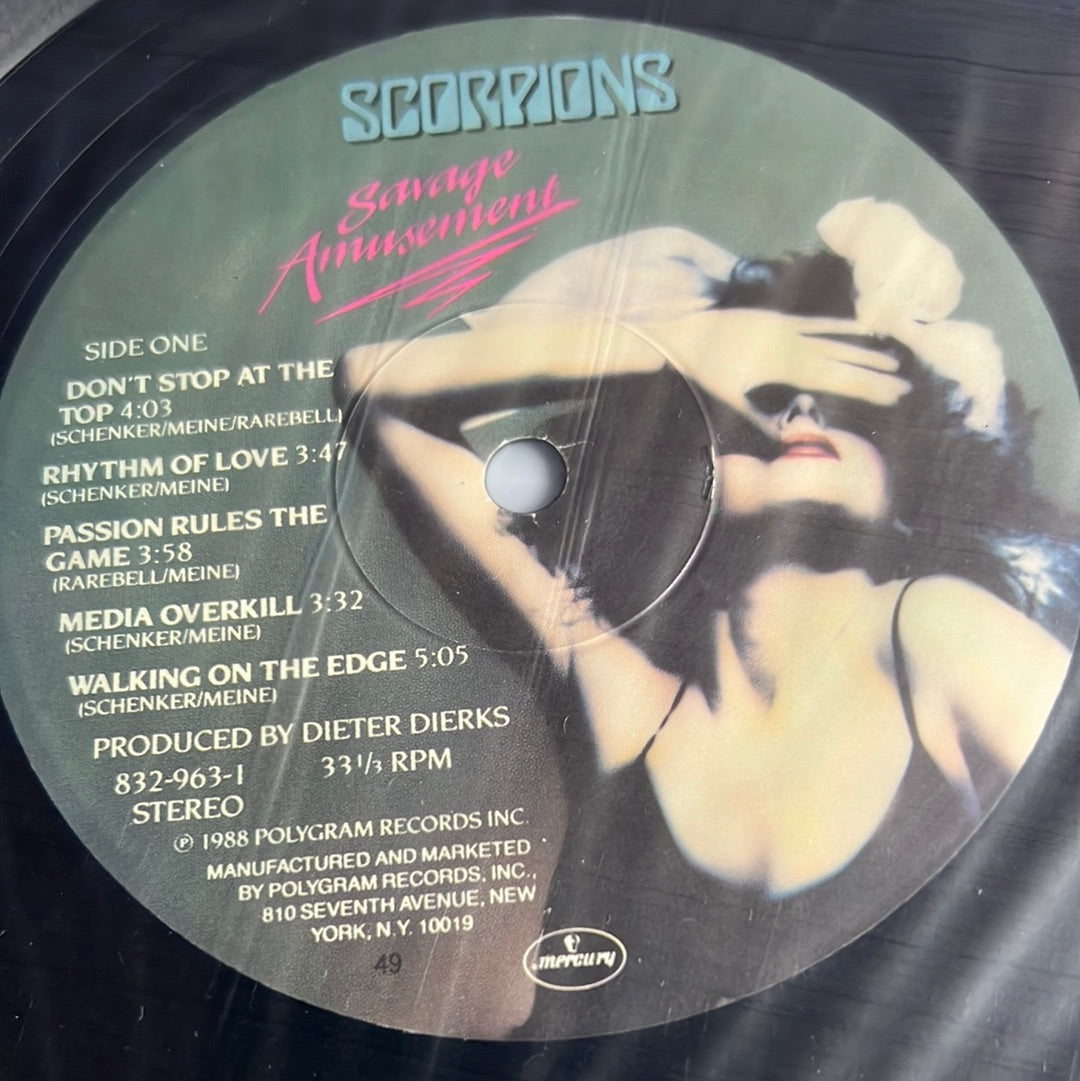 SCORPIONS
Savage
Amusement
SIDE ONE
DON'T STOP AT THE
TOP 4:03
(SCHENKER/MEINE/RAREBELL)
RHYTHM OF LOVE 3:47
(SCHENKER/MEINE)
PASSION RULES THE
GAME 3:58
(RAREBELL/MEINE)
MEDIA OVERKILL 3:32
(SCHENKER/MEINE)
WALKING ON THE EDGE 5:05
(SCHENKER/MEINE)
PRODUCED BY DIETER DIERKS
832-963-1 33 1/3 RPM
STEREO
℗ 1988 POLYGRAM RECORDS INC.
MANUFACTURED AND MARKETED
BY POLYGRAM RECORDS, INC.,
810 SEVENTH AVENUE, NEW
YORK, N.Y. 10019
49
mercury